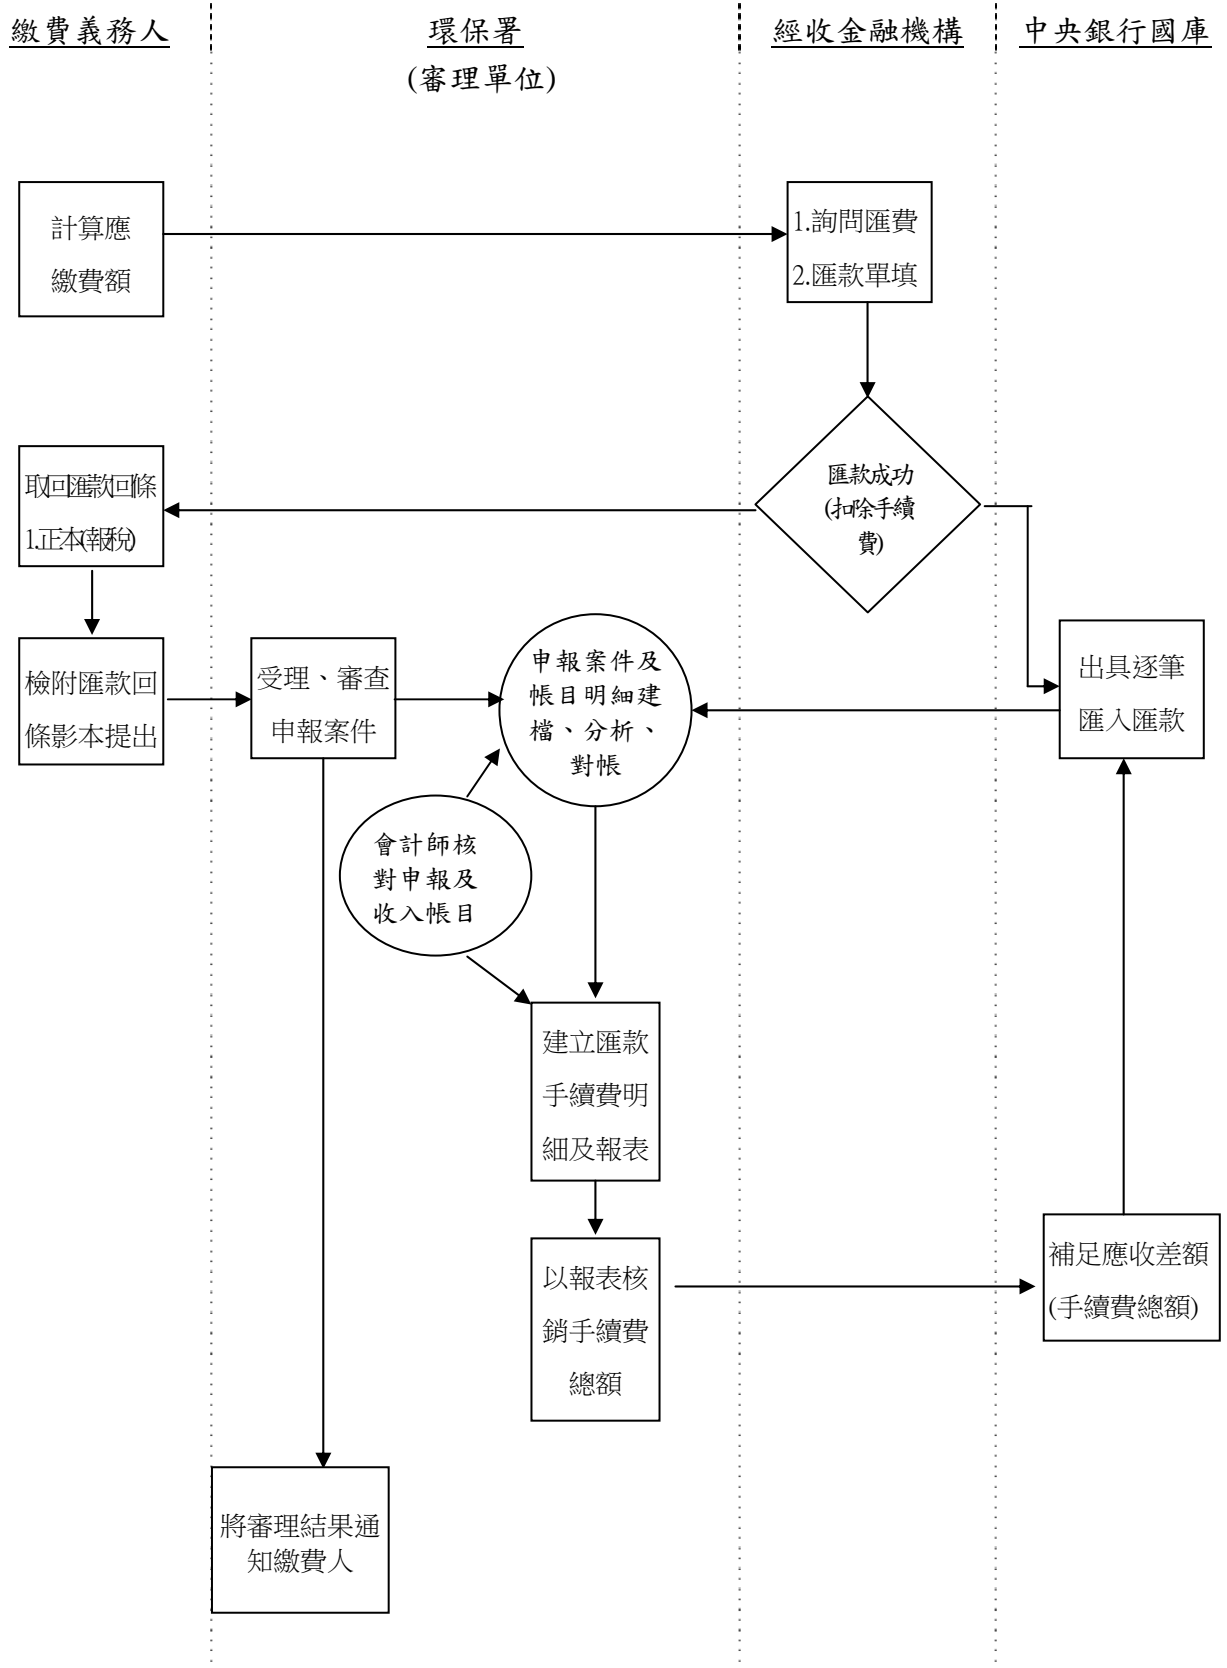 繳費義務人
環保署
(審理單位)
經收金融機構
中央銀行國庫
計算應
繳費額
1.詢問匯費
2.匯款單填
匯款成功
(扣除手續
費)
取回匯款回條
1.正本(報稅)
檢附匯款回
條影本提出
受理、審查
申報案件
申報案件及
帳目明細建
檔、分析、
對帳
出具逐筆
匯入匯款
會計師核
對申報及
收入帳目
建立匯款
手續費明
細及報表
以報表核
銷手續費
總額
補足應收差額
(手續費總額)
將審理結果通
知繳費人